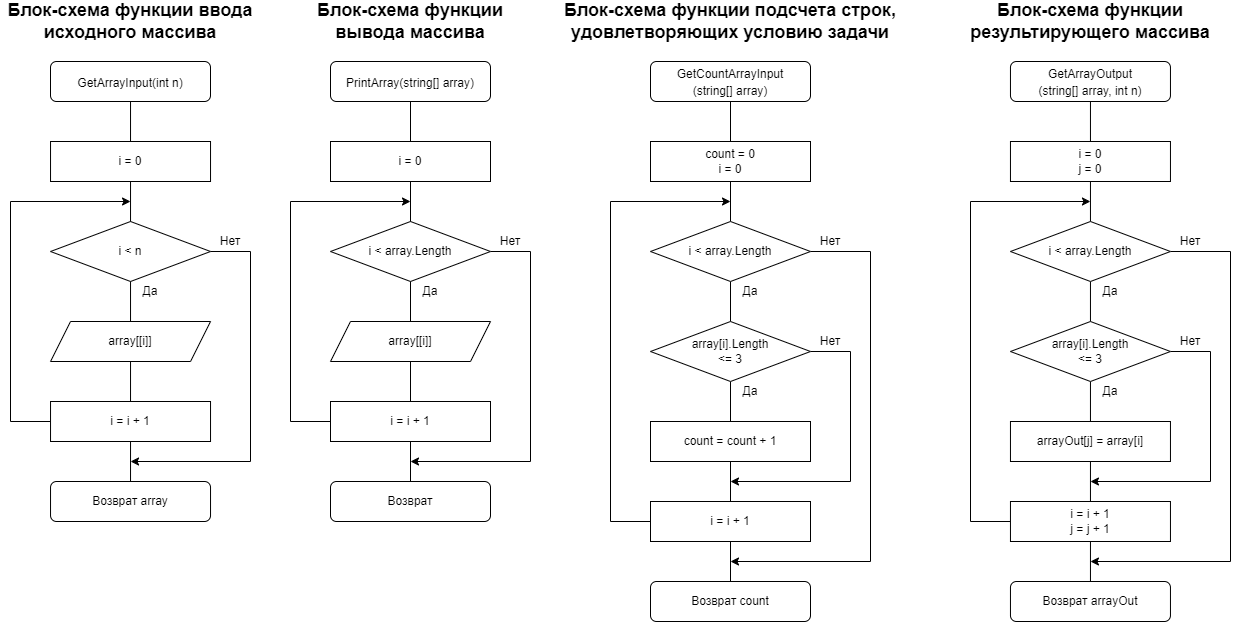 Блок-схема функции ввода
исходного массива
GetArrayInput(int n)
i = 0
i < n
Нет
Да
array[[i]]
i = i + 1
Возврат array
Блок-схема функции
вывода массива
PrintArray(string[] array)
i = 0
i < array.Length
Нет
Да
array[[i]]
i = i + 1
Возврат
Блок-схема функции подсчета строк,
удовлетворяющих условию задачи
GetCountArrayInput
(string[] array)
count = 0
i = 0
i < array.Length
Нет
Да
array[i].Length
<= 3
Нет
Да
count = count + 1
i = i + 1
Возврат count
Блок-схема функции
результирующего массива
GetArrayOutput
(string[] array, int n)
i = 0
j = 0
i < array.Length
Нет
Да
array[i].Length
<= 3
Нет
Да
arrayOut[j] = array[i]
i = i + 1
j = j + 1
Возврат arrayOut